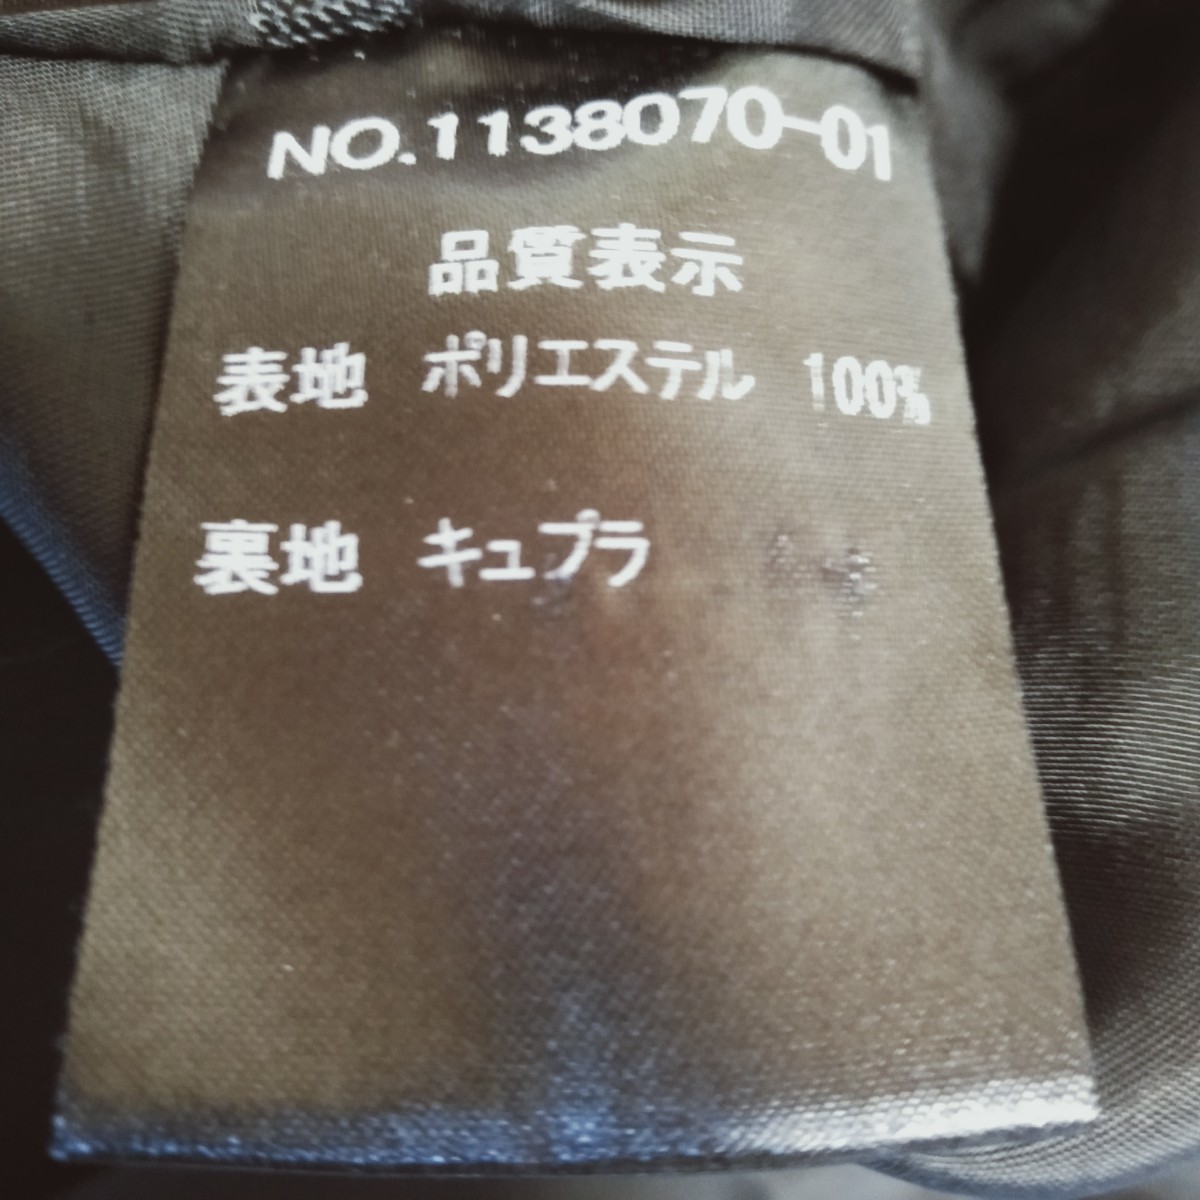 NO.1138070-01
品質表示
表地 ポリエステル 100%
裏地 キュプラ